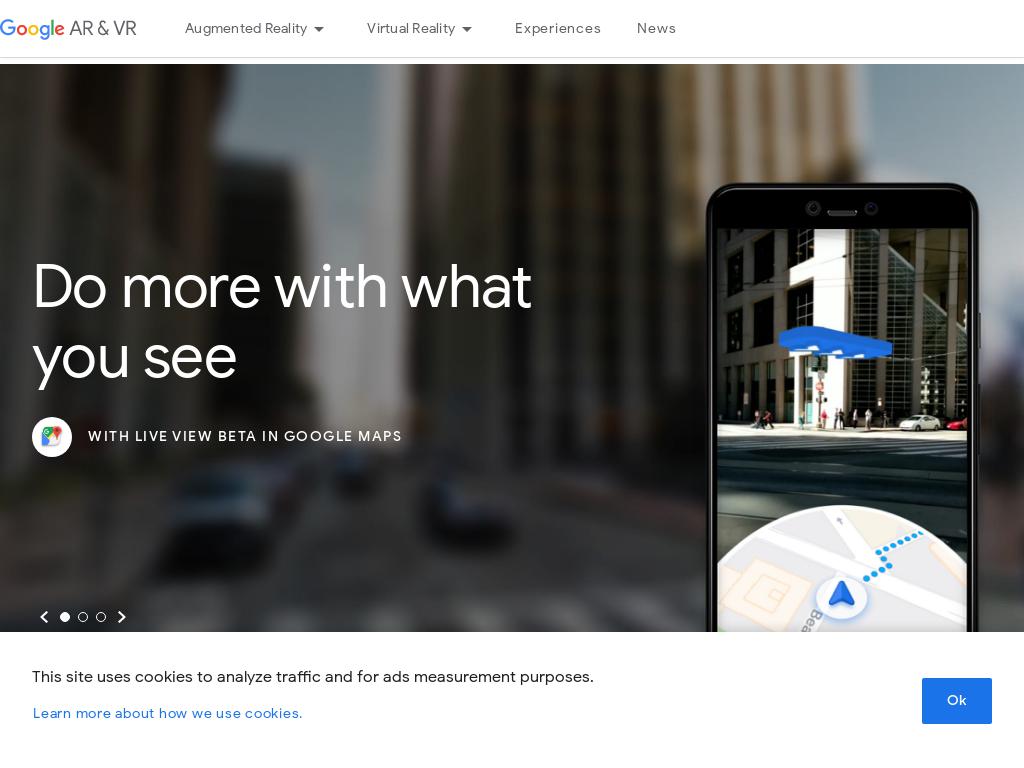 Google AR & VR
Augmented Reality
Virtual Reality
Experiences
News
Do more with what
you see
WITH LIVE VIEW BETA IN GOOGLE MAPS
Bea
This site uses cookies to analyze traffic and for ads measurement purposes.
Learn more about how we use cookies.
Ok